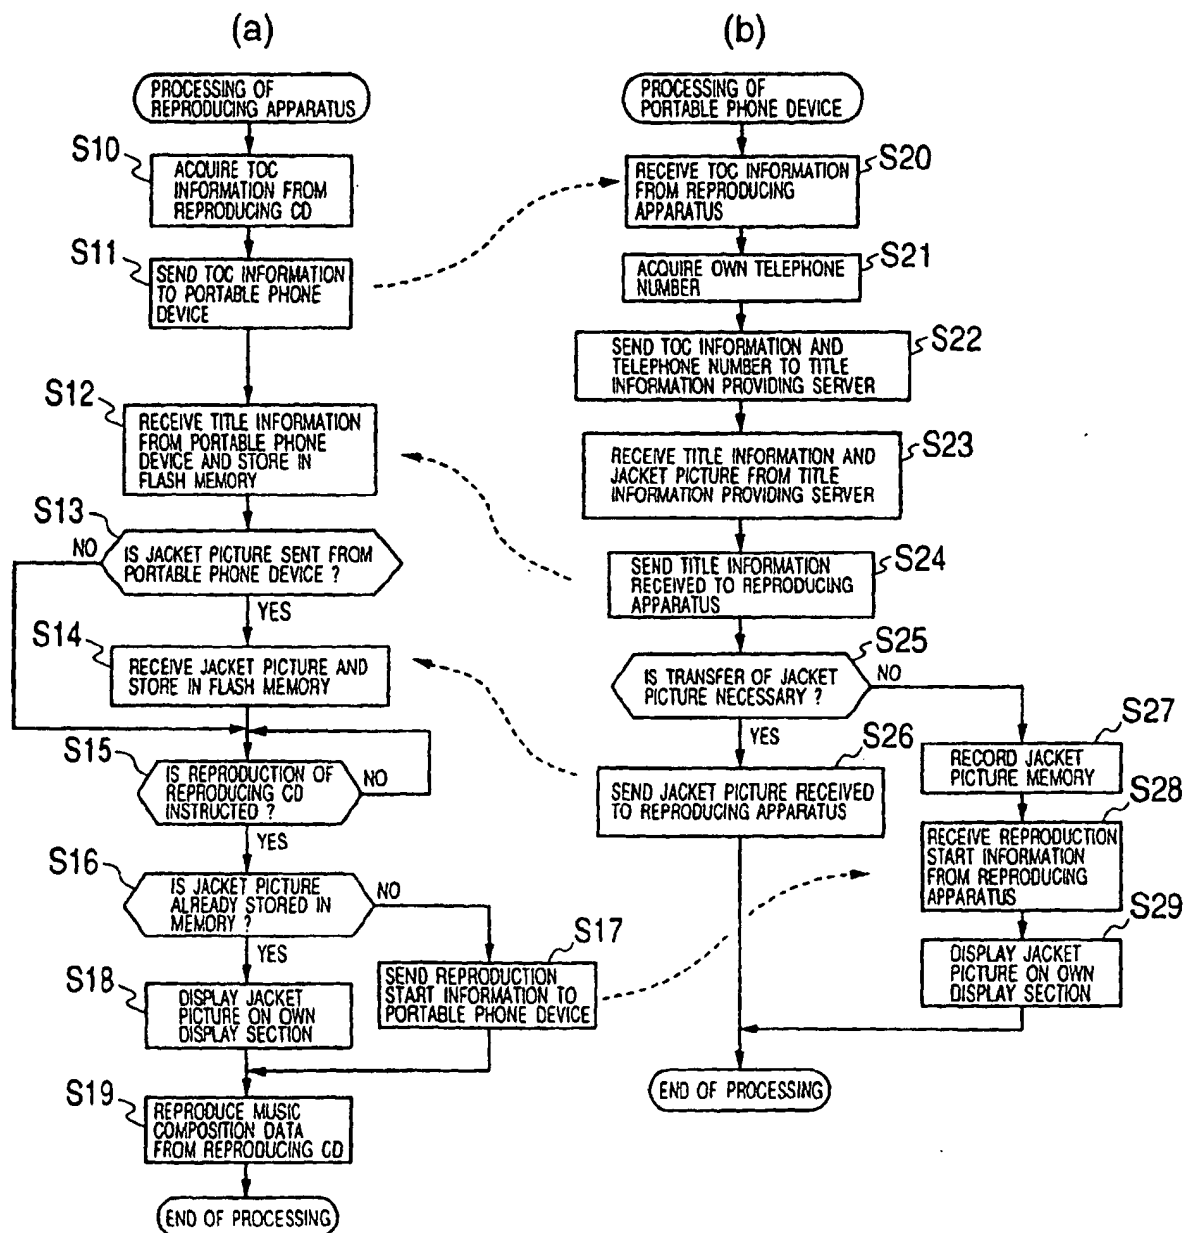 (a)
PROCESSING OF
REPRODUCING APPARATUS
S10
ACQUIRE TOC
INFORMATION FROM
REPRODUCING CD
S11
SEND TOC INFORMATION
TO PORTABLE PHONE
DEVICE
S12
RECEIVE TITLE INFORMATION
FROM PORTABLE PHONE
DEVICE AND STORE IN
FLASH MEMORY
S13
NO
IS JACKET PICTURE SENT FROM
PORTABLE PHONE DEVICE ?
YES
S14
RECEIVE JACKET PICTURE AND
STORE IN FLASH MEMORY
S15
IS REPRODUCTION OF
REPRODUCING CD
INSTRUCTED ?
NO
YES
S16
IS JACKET PICTURE
ALREADY STORED IN
MEMORY ?
NO
YES
S17
SEND REPRODUCTION
START INFORMATION TO
PORTABLE PHONE DEVICE
S18
DISPLAY JACKET
PICTURE ON OWN
DISPLAY SECTION
S19
REPRODUCE MUSIC
COMPOSITION DATA
FROM REPRODUCING CD
END OF PROCESSING
(b)
PROCESSING OF
PORTABLE PHONE DEVICE
S20
RECEIVE TOC INFORMATION
FROM REPRODUCING
APPARATUS
S21
ACQUIRE OWN TELEPHONE
NUMBER
S22
SEND TOC INFORMATION AND
TELEPHONE NUMBER TO TITLE
INFORMATION PROVIDING SERVER
S23
RECEIVE TITLE INFORMATION AND
JACKET PICTURE FROM TITLE
INFORMATION PROVIDING SERVER
S24
SEND TITLE INFORMATION
RECEIVED TO REPRODUCING
APPARATUS
S25
IS TRANSFER OF JACKET
PICTURE NECESSARY ?
NO
YES
S26
SEND JACKET PICTURE RECEIVED
TO REPRODUCING APPARATUS
S27
RECORD JACKET
PICTURE MEMORY
S28
RECEIVE REPRODUCTION
START INFORMATION
FROM REPRODUCING
APPARATUS
S29
DISPLAY JACKET
PICTURE ON OWN
DISPLAY SECTION
END OF PROCESSING